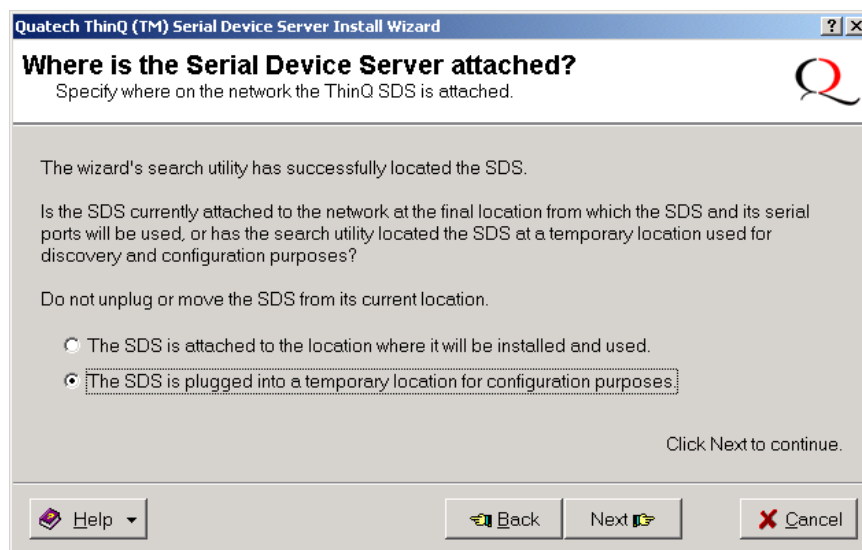 Quatech ThinQ (TM) Serial Device Server Install Wizard
Where is the Serial Device Server attached?
Specify where on the network the ThinQ SDS is attached.
The wizard's search utility has successfully located the SDS.
Is the SDS currently attached to the network at the final location from which the SDS and its serial
ports will be used, or has the search utility located the SDS at a temporary location used for
discovery and configuration purposes?
Do not unplug or move the SDS from its current location.
The SDS is attached to the location where it will be installed and used.
The SDS is plugged into a temporary location for configuration purposes.
Click Next to continue.
Help
Back
Next
Cancel